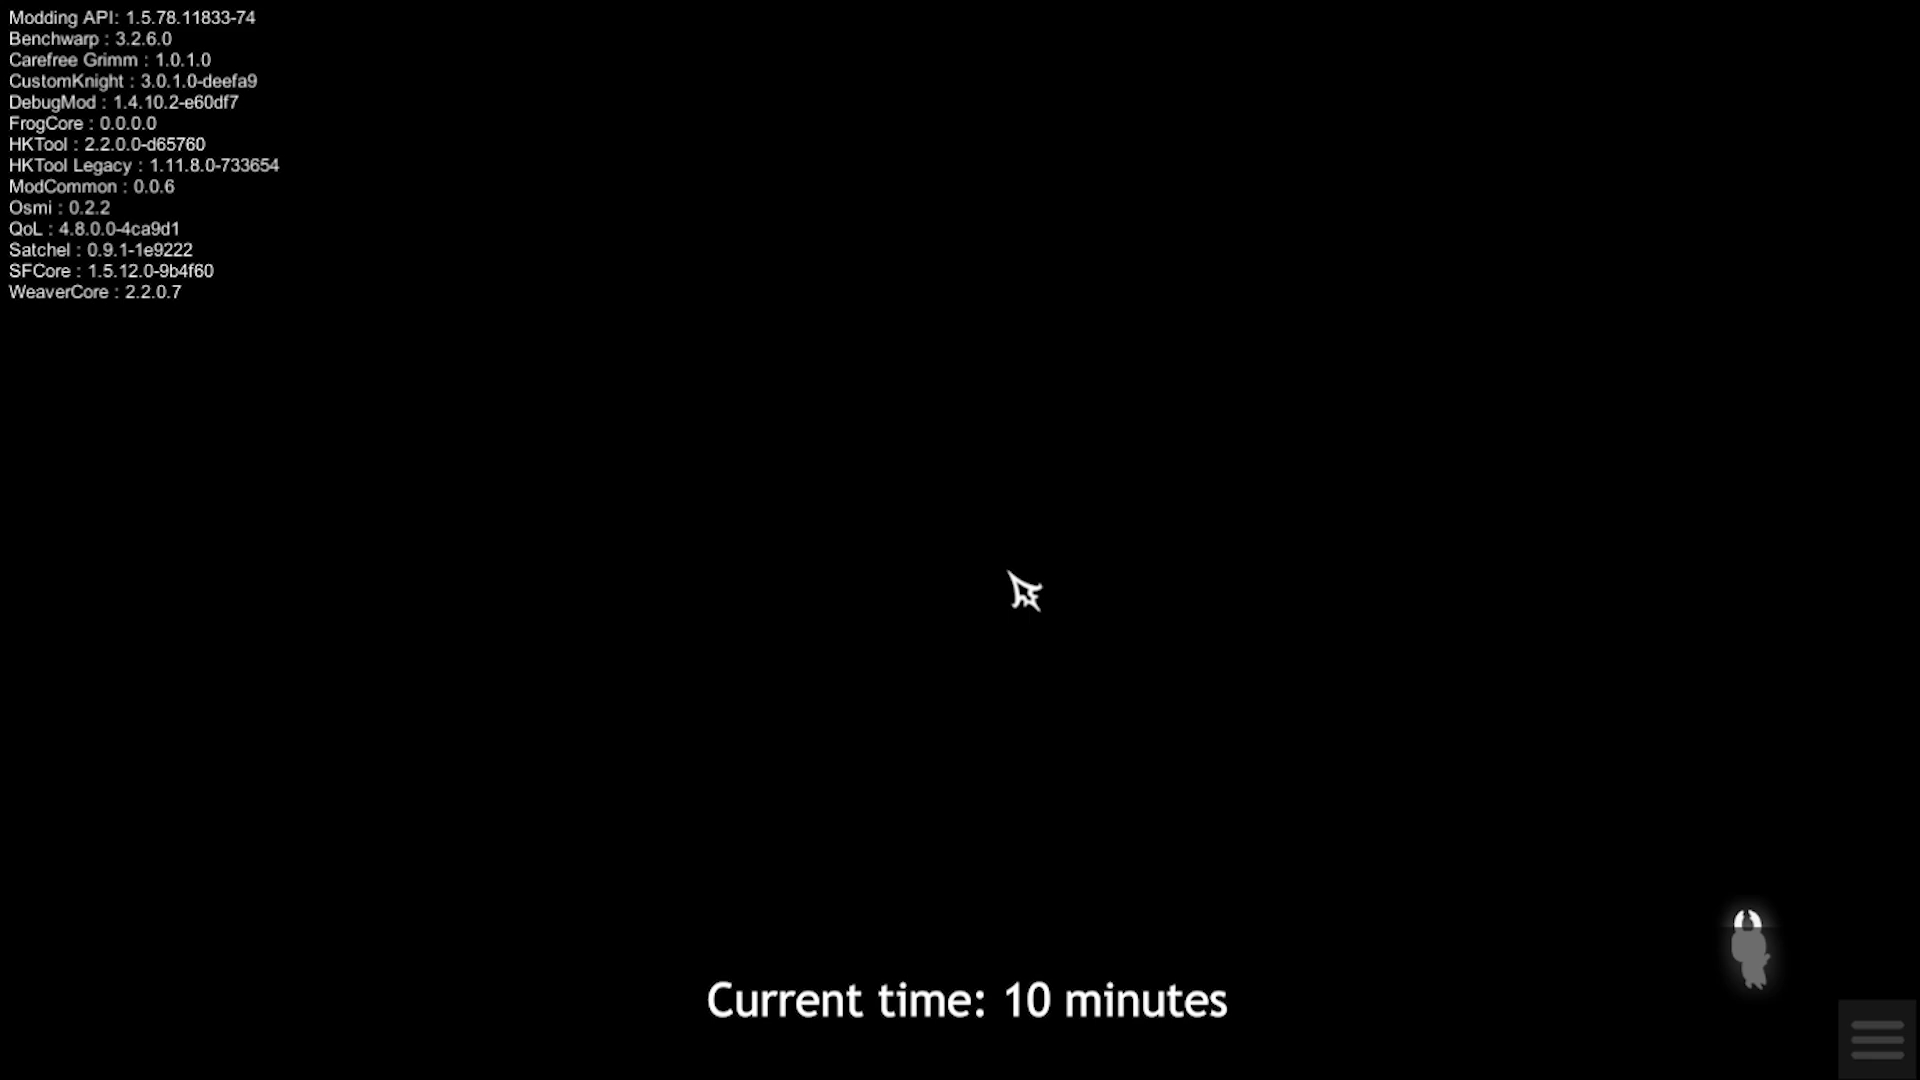 Modding API: 1.5.78.11833-74
Benchwarp : 3.2.6.0
Carefree Grimm : 1.0.1.0
CustomKnight : 3.0.1.0-deefa9
DebugMod : 1.4.10.2-e60df7
FrogCore : 0.0.0.0
HKTool : 2.2.0.0-d65760
HKTool Legacy : 1.11.8.0-733654
ModCommon : 0.0.6
Osmi : 0.2.2
QoL : 4.8.0.0-4ca9d1
Satchel : 0.9.1-1e9222
SFCore : 1.5.12.0-9b4f60
WeaverCore : 2.2.0.7
Current time: 10 minutes